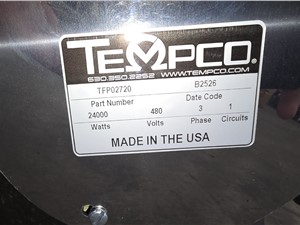 TEMPCO.
630.350.2252 WWW.TEMPCO.COM
TFP02720 B2526
Part Number Date Code
24000 480 3 1
Watts Volts Phase Circuits
MADE IN THE USA